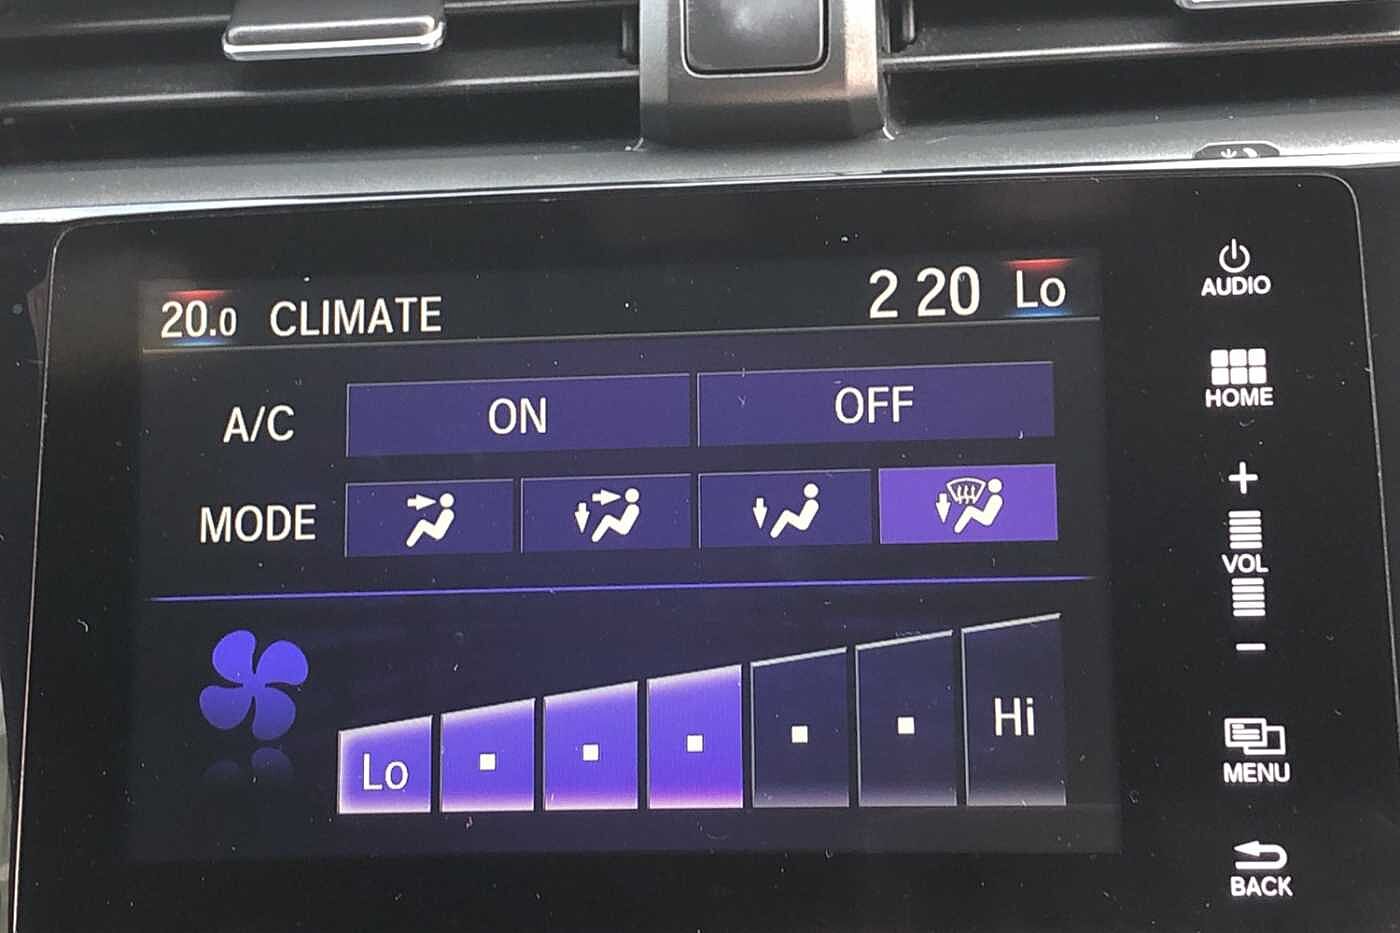 20.0 CLIMATE 2 20 Lo
A/C ON OFF
MODE
Lo Hi
AUDIO
HOME
+
VOL
−
MENU
BACK